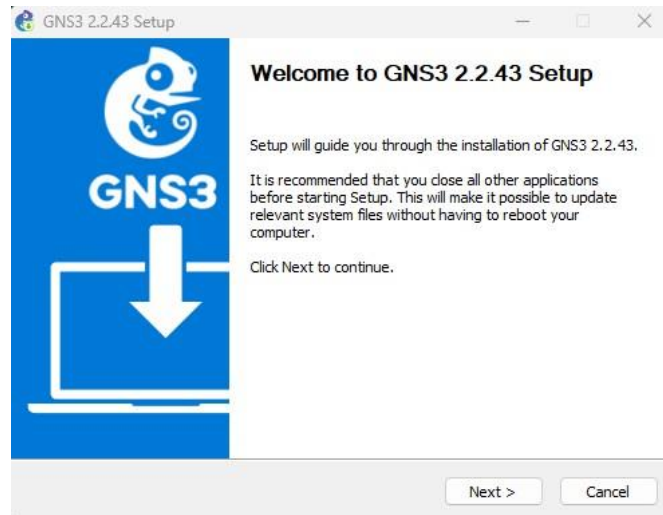 GNS3 2.2.43 Setup
GNS3
Welcome to GNS3 2.2.43 Setup
Setup will guide you through the installation of GNS3 2.2.43.
It is recommended that you close all other applications
before starting Setup. This will make it possible to update
relevant system files without having to reboot your
computer.
Click Next to continue.
Next >
Cancel